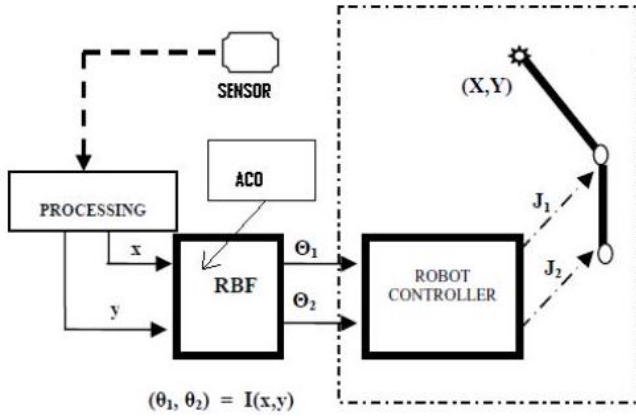 SENSOR
(X,Y)
ACO
PROCESSING
J₁
x
Θ₁
RBF
ROBOT
CONTROLLER
J₂
y
Θ₂
(θ₁, θ₂) = I(x,y)